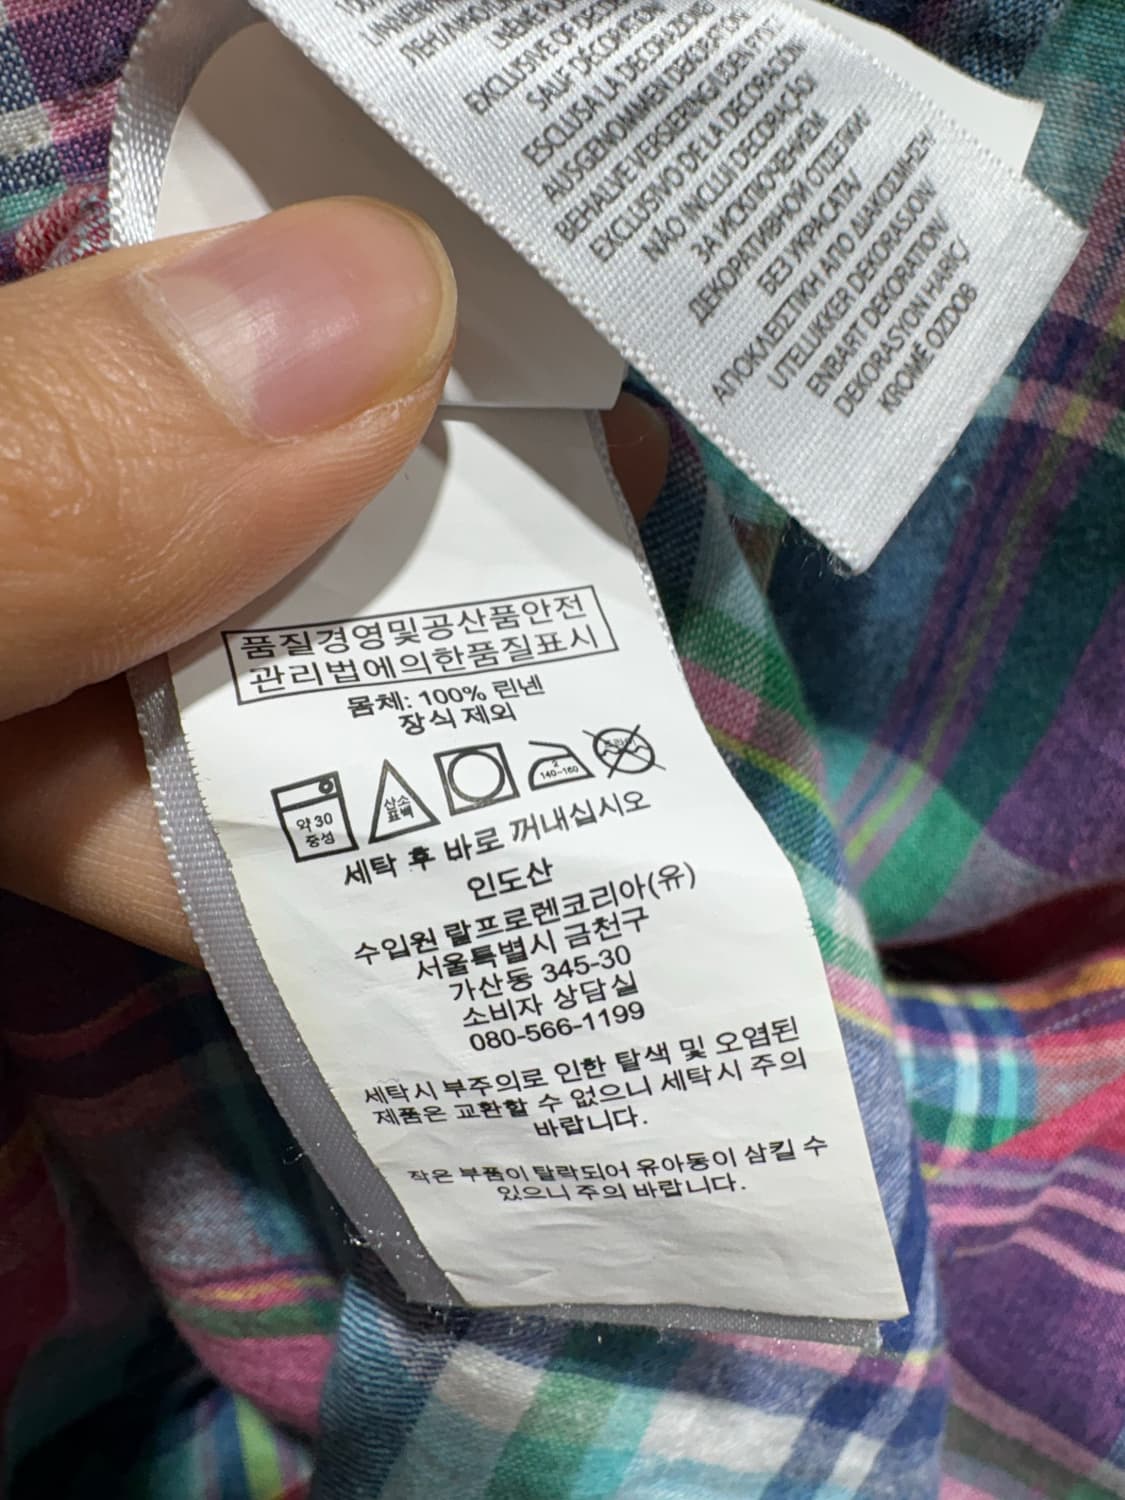 EXCLUSIVE OF DECORATION/
SAUF DÉCORATION/
ESCLUSA LA DECORAZIONE/
AUSGENOMMEN DEKORATION/
BEHALVE VERSIERINGUDEN PYNT/
EXCLUSIVO DE LA DECORACIÓN/
NÃO INCLUI DECORAÇÃO/
ЗА ИСКЛЮЧЕНИЕМ
ДЕКОРАТИВНОЙ ОТДЕЛКИ/
БЕЗ УКРАСАТА/
ΑΠΟΚΛΕΙΣΤΙΚΗ ΑΠΟ ΔΙΑΚΟΣΜΗΣΗ/
UTELUKKER DEKORASJON/
ENBART DEKORATION/
DEKORASYON HARIÇ/
KROMĚ OZDOB
품질경영및공산품안전
관리법에의한품질표시
몸체: 100% 린넨
장식 제외
약 30
중성
산소
표백
2
140~160
드라이
세탁 후 바로 꺼내십시오
인도산
수입원 랄프로렌코리아(유)
서울특별시 금천구
가산동 345-30
소비자 상담실
080-566-1199
세탁시 부주의로 인한 탈색 및 오염된
제품은 교환할 수 없으니 세탁시 주의
바랍니다.
작은 부품이 탈락되어 유아동이 삼킬 수
있으니 주의 바랍니다.